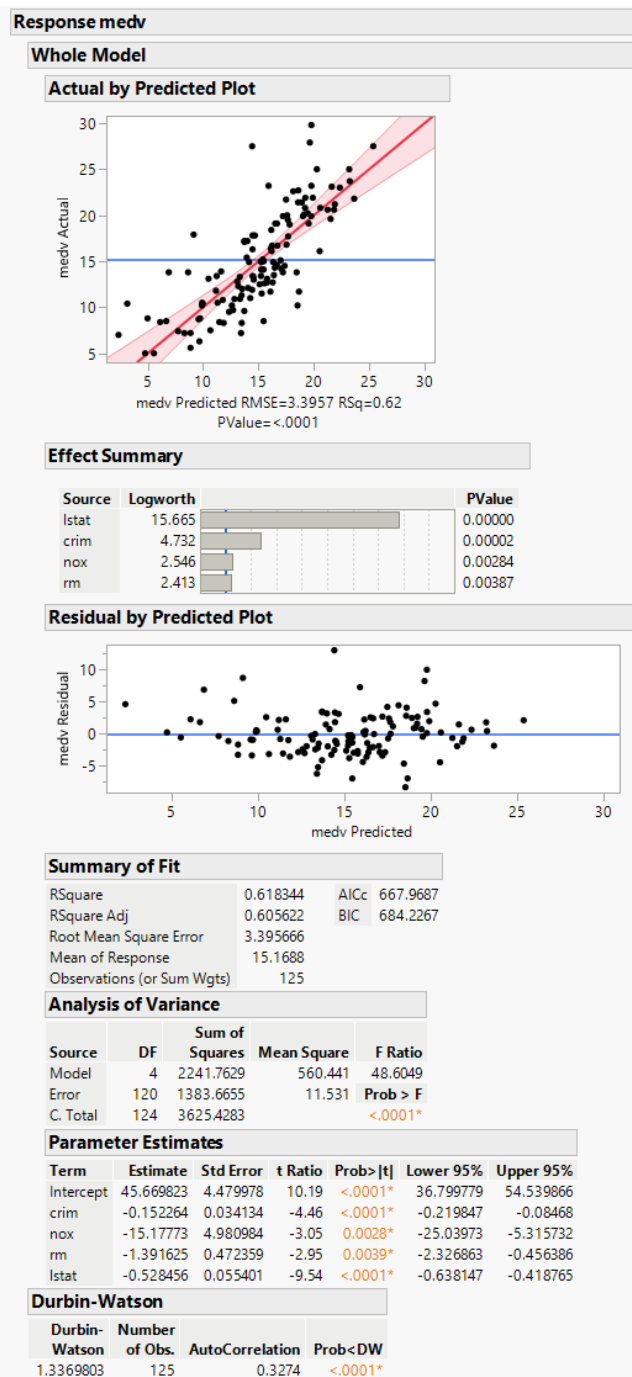 Response medv
Whole Model
Actual by Predicted Plot
medv Actual
30
25
20
15
10
5
5 10 15 20 25 30
medv Predicted RMSE=3.3957 RSq=0.62
PValue=<.0001
Effect Summary
Source Logworth PValue
lstat 15.665 0.00000
crim 4.732 0.00002
nox 2.546 0.00284
rm 2.413 0.00387
Residual by Predicted Plot
medv Residual
10
5
0
-5
5 10 15 20 25 30
medv Predicted
Summary of Fit
RSquare 0.618344 AICc 667.9687
RSquare Adj 0.605622 BIC 684.2267
Root Mean Square Error 3.395666
Mean of Response 15.1688
Observations (or Sum Wgts) 125
Analysis of Variance
Sum of
Source DF Squares Mean Square F Ratio
Model 4 2241.7629 560.441 48.6049
Error 120 1383.6655 11.531 Prob > F
C. Total 124 3625.4283 <.0001*
Parameter Estimates
Term Estimate Std Error t Ratio Prob>|t| Lower 95% Upper 95%
Intercept 45.669823 4.479978 10.19 <.0001* 36.799779 54.539866
crim -0.152264 0.034134 -4.46 <.0001* -0.219847 -0.08468
nox -15.17773 4.980984 -3.05 0.0028* -25.03973 -5.315732
rm -1.391625 0.472359 -2.95 0.0039* -2.326863 -0.456386
lstat -0.528456 0.055401 -9.54 <.0001* -0.638147 -0.418765
Durbin-Watson
Durbin- Number
Watson of Obs. AutoCorrelation Prob<DW
1.3369803 125 0.3274 <.0001*